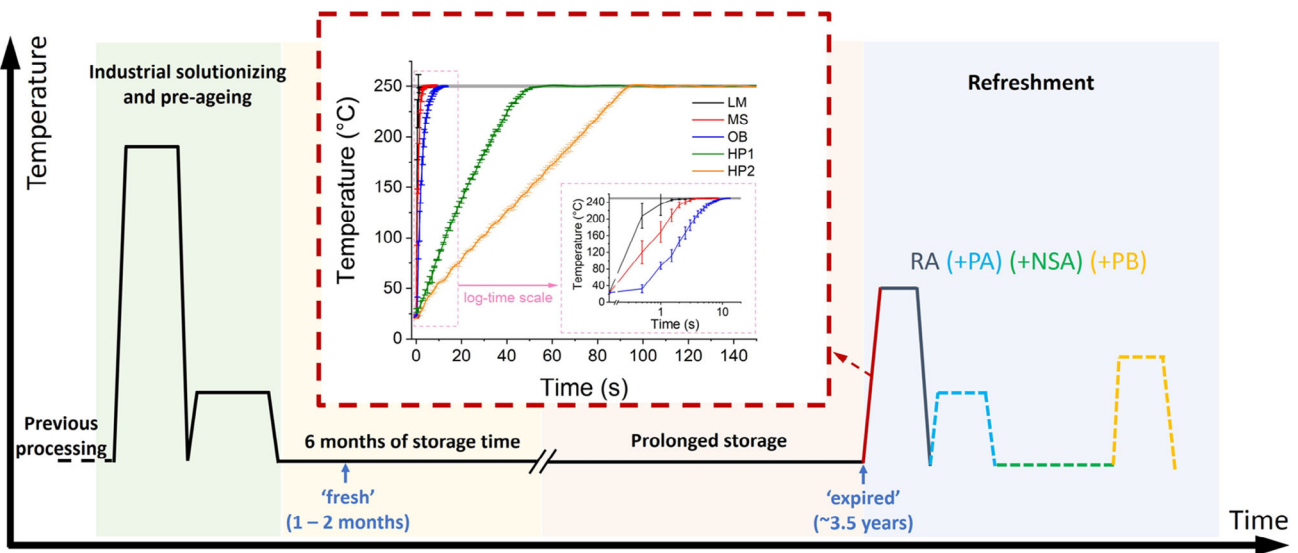 Temperature
Industrial solutionizing
and pre-ageing
Previous
processing
6 months of storage time
'fresh'
(1 – 2 months)
Prolonged storage
'expired'
(~3.5 years)
Refreshment
RA (+PA) (+NSA) (+PB)
Time
Temperature (°C)
250
200
150
100
50
0
0 20 40 60 80 100 120 140
Time (s)
LM
MS
OB
HP1
HP2
log-time scale
Temperature (°C)
240
200
160
120
80
40
0
1 10
Time (s)